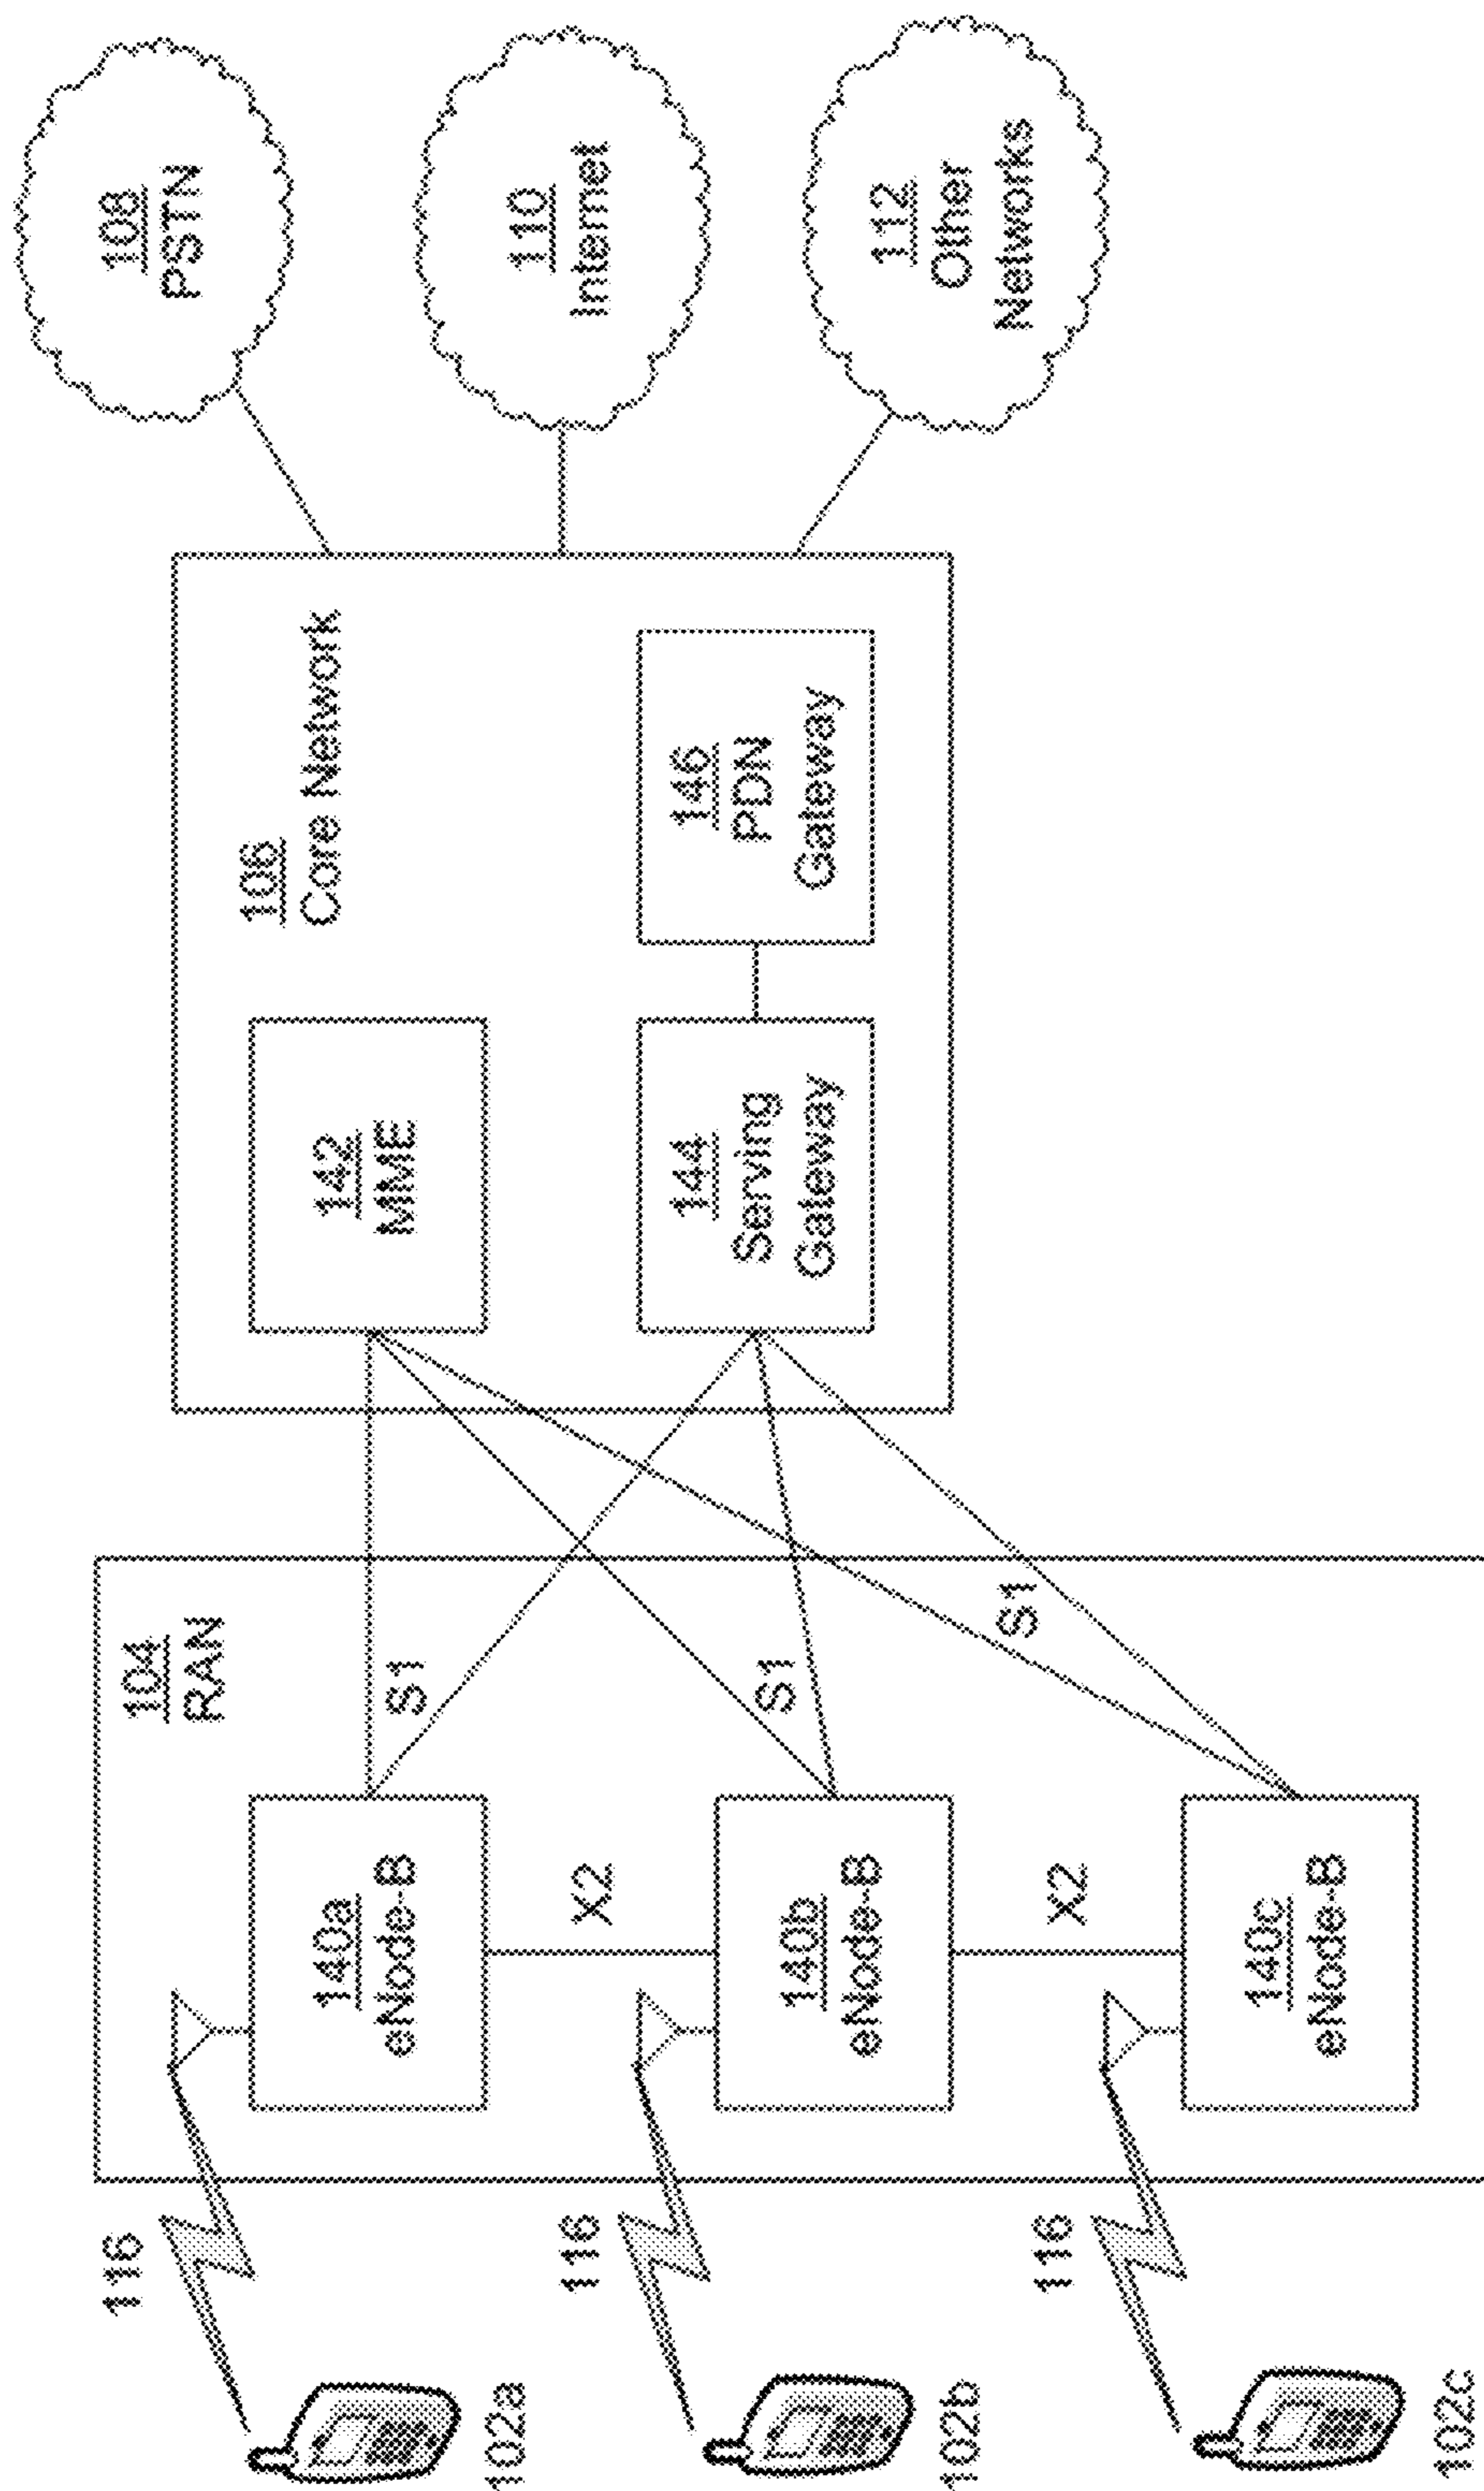 102a
116
102b
116
102c
116
104
RAN
140a
eNode-B
X2
140b
eNode-B
X2
140c
eNode-B
S1
S1
S1
106
Core Network
142
MME
144
Serving
Gateway
146
PDN
Gateway
108
PSTN
110
Internet
112
Other
Networks